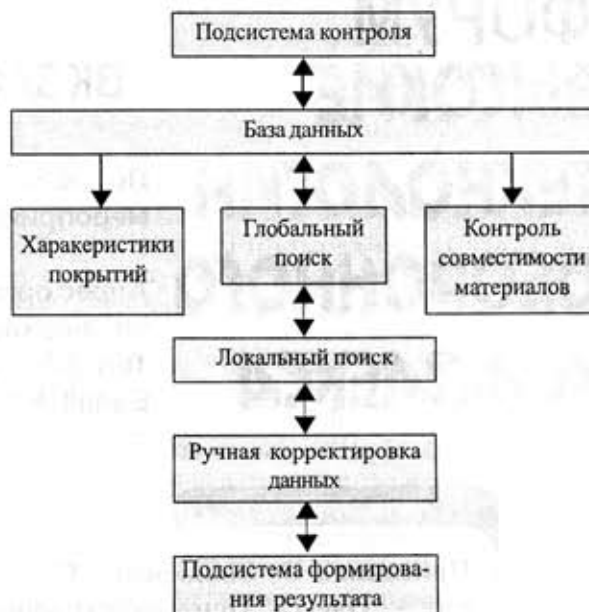 Подсистема контроля
База данных
Характеристики
покрытий
Глобальный
поиск
Контроль
совместимости
материалов
Локальный поиск
Ручная корректировка
данных
Подсистема формирова-
ния результата